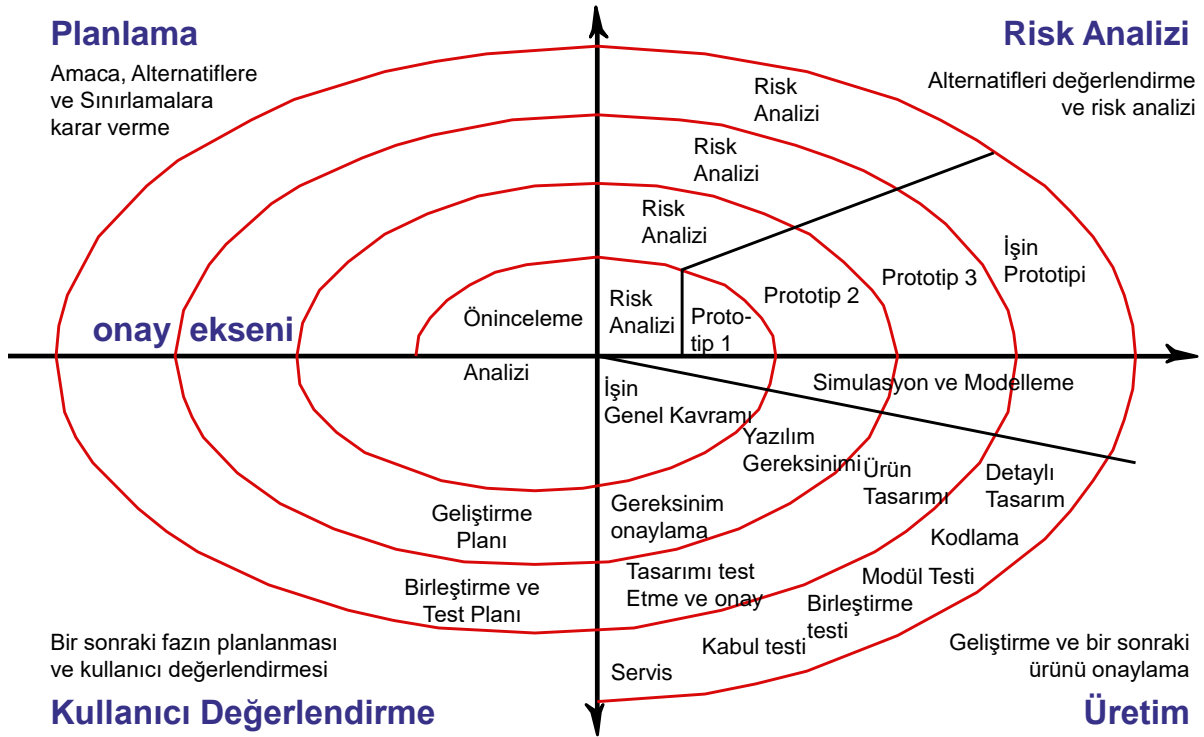 Planlama
Amaca, Alternatiflere
ve Sınırlamalara
karar verme
Risk Analizi
Alternatifleri değerlendirme
ve risk analizi
Risk
Analizi
Risk
Analizi
Risk
Analizi
Risk
Analizi
Proto-
tip 1
Prototip 2
Prototip 3
İşin
Prototipi
Öninceleme
onay ekseni
Analizi
Simulasyon ve Modelleme
İşin
Genel Kavramı
Yazılım
Gereksinimi
Ürün
Tasarımı
Detaylı
Tasarım
Geliştirme
Planı
Gereksinim
onaylama
Kodlama
Birleştirme ve
Test Planı
Tasarımı test
Etme ve onay
Modül Testi
Birleştirme
testi
Kabul testi
Servis
Bir sonraki fazın planlanması
ve kullanıcı değerlendirmesi
Kullanıcı Değerlendirme
Geliştirme ve bir sonraki
ürünü onaylama
Üretim